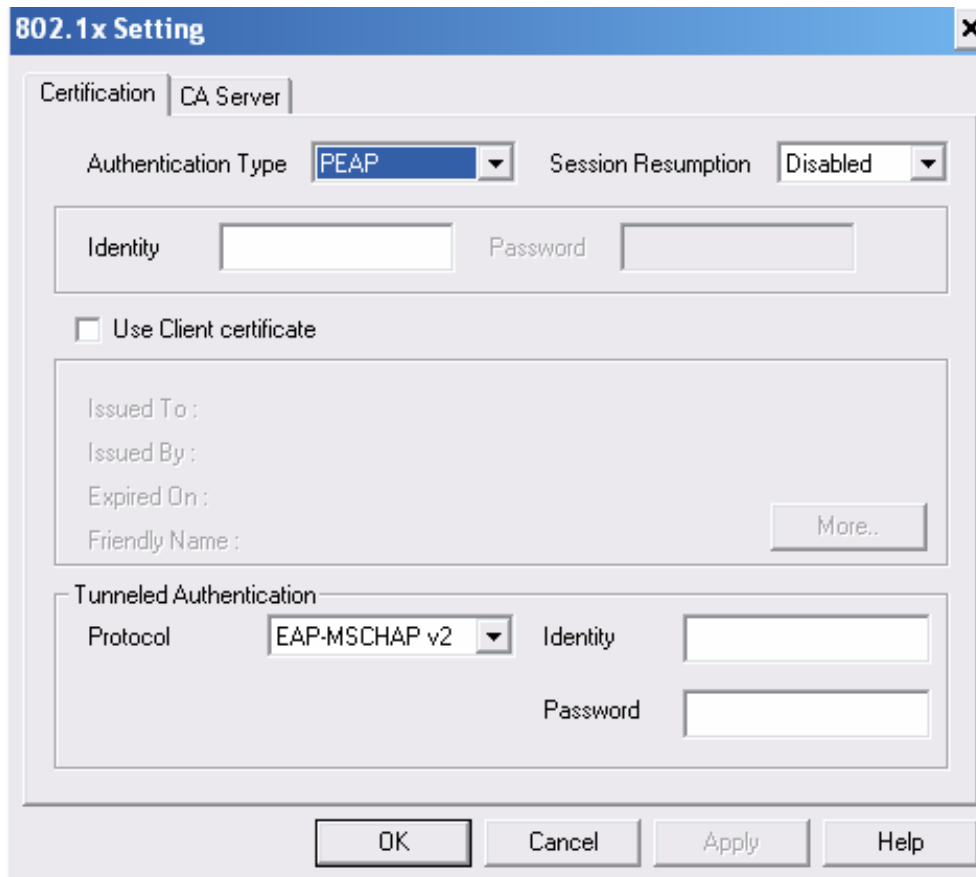 802.1x Setting
Certification CA Server
Authentication Type PEAP Session Resumption Disabled
Identity Password
Use Client certificate
Issued To :
Issued By :
Expired On :
Friendly Name :
More..
Tunneled Authentication
Protocol EAP-MSCHAP v2 Identity
Password
OK Cancel Apply Help